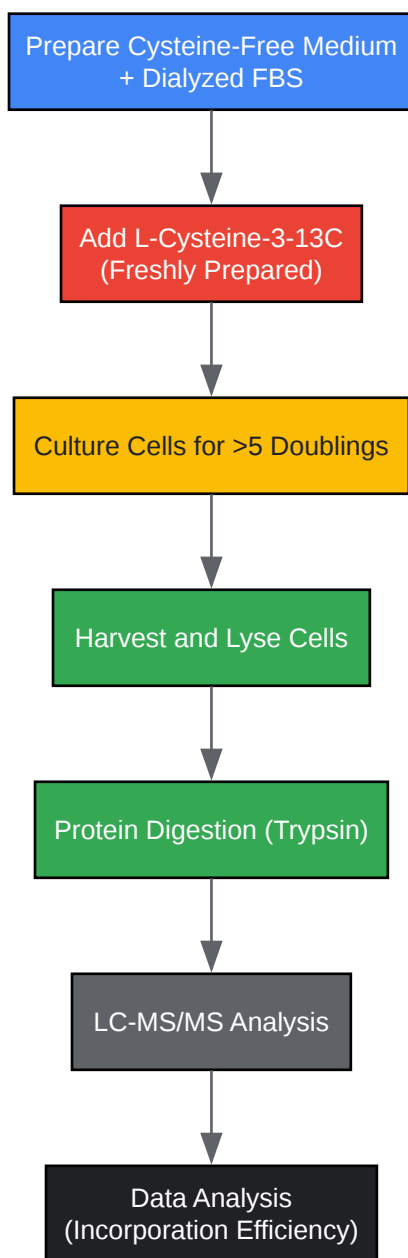 Prepare Cysteine-Free Medium
+ Dialyzed FBS
Add L-Cysteine-3-13C
(Freshly Prepared)
Culture Cells for >5 Doublings
Harvest and Lyse Cells
Protein Digestion (Trypsin)
LC-MS/MS Analysis
Data Analysis
(Incorporation Efficiency)